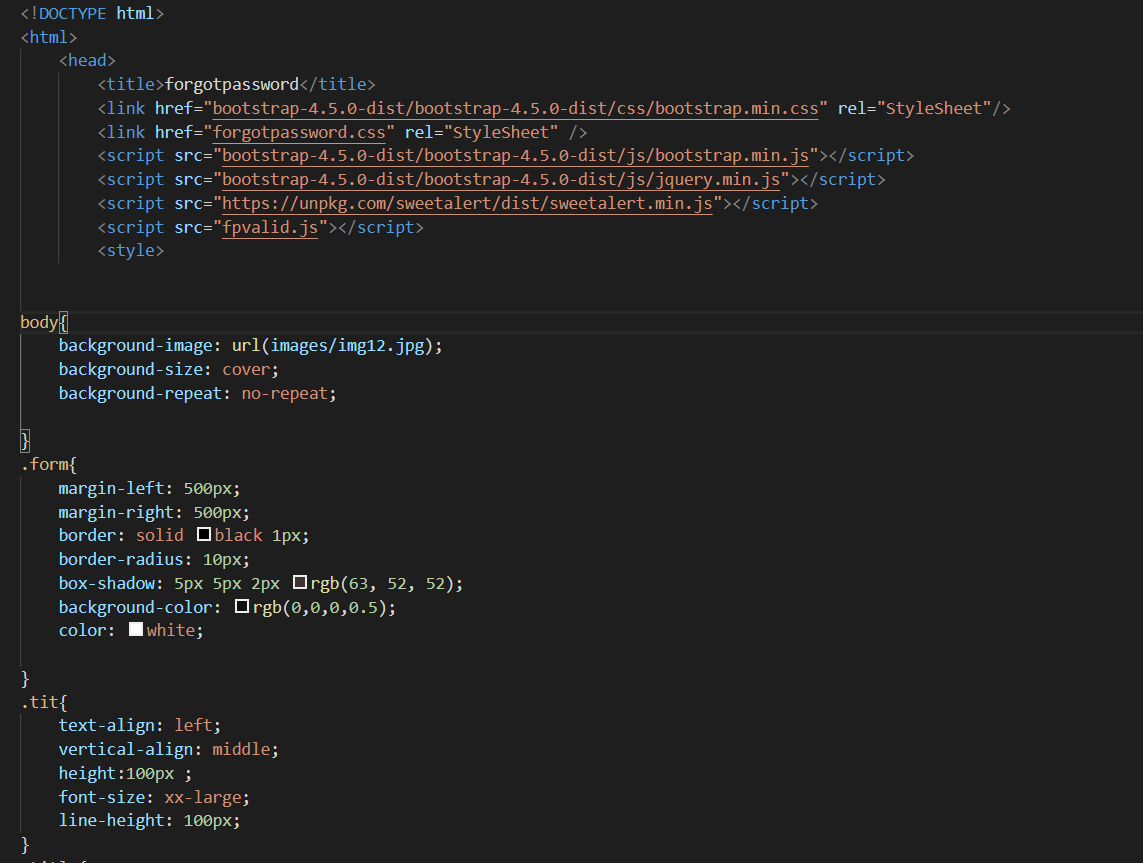 <!DOCTYPE html>
<html>
<head>
<title>forgotpassword</title>
<link href="bootstrap-4.5.0-dist/bootstrap-4.5.0-dist/css/bootstrap.min.css" rel="StyleSheet"/>
<link href="forgotpassword.css" rel="StyleSheet" />
<script src="bootstrap-4.5.0-dist/bootstrap-4.5.0-dist/js/bootstrap.min.js"></script>
<script src="bootstrap-4.5.0-dist/bootstrap-4.5.0-dist/js/jquery.min.js"></script>
<script src="https://unpkg.com/sweetalert/dist/sweetalert.min.js"></script>
<script src="fpvalid.js"></script>
<style>
body{
background-image: url(images/img12.jpg);
background-size: cover;
background-repeat: no-repeat;
}
.form{
margin-left: 500px;
margin-right: 500px;
border: solid black 1px;
border-radius: 10px;
box-shadow: 5px 5px 2px rgb(63, 52, 52);
background-color: rgb(0,0,0,0.5);
color: white;
}
.tit{
text-align: left;
vertical-align: middle;
height:100px ;
font-size: xx-large;
line-height: 100px;
}